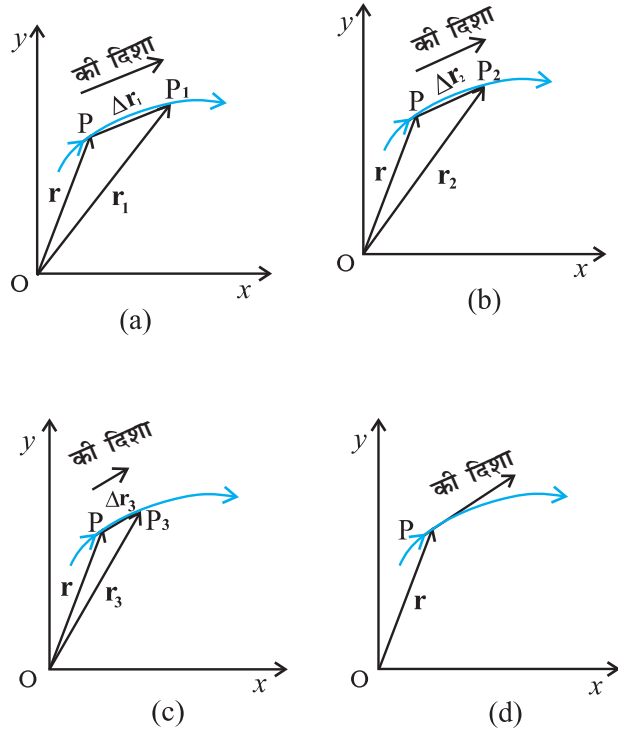 y
की दिशा
Δr₁
P
P₁
r
r₁
O
x
(a)
y
की दिशा
Δr₂
P
P₂
r
r₂
O
x
(b)
y
की दिशा
Δr₃
P
P₃
r
r₃
O
x
(c)
y
की दिशा
P
r
O
x
(d)